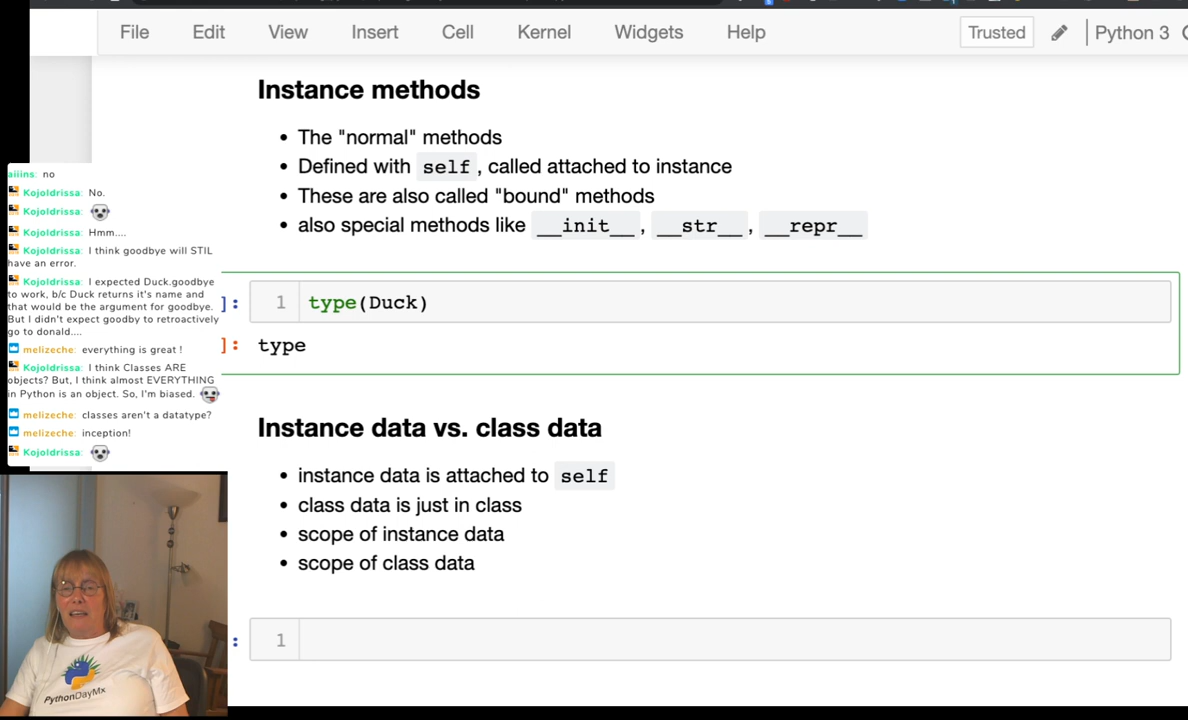 File Edit View Insert Cell Kernel Widgets Help Trusted Python 3
Instance methods
• The "normal" methods
• Defined with self, called attached to instance
• These are also called "bound" methods
• also special methods like __init__, __str__, __repr__
]: 1 type(Duck)
]: type
Instance data vs. class data
• instance data is attached to self
• class data is just in class
• scope of instance data
• scope of class data
: 1
aiiins: no
Kojoldrissa: No.
Kojoldrissa:
Kojoldrissa: Hmm....
Kojoldrissa: I think goodbye will STIL
have an error.
Kojoldrissa: I expected Duck.goodbye
to work, b/c Duck returns it's name and
that would be the argument for goodbye.
But I didn't expect goodby to retroactively
go to donald....
melizeche: everything is great !
Kojoldrissa: I think Classes ARE
objects? But, I think almost EVERYTHING
in Python is an object. So, I'm biased.
melizeche: classes aren't a datatype?
melizeche: inception!
Kojoldrissa:
PythonDayMx